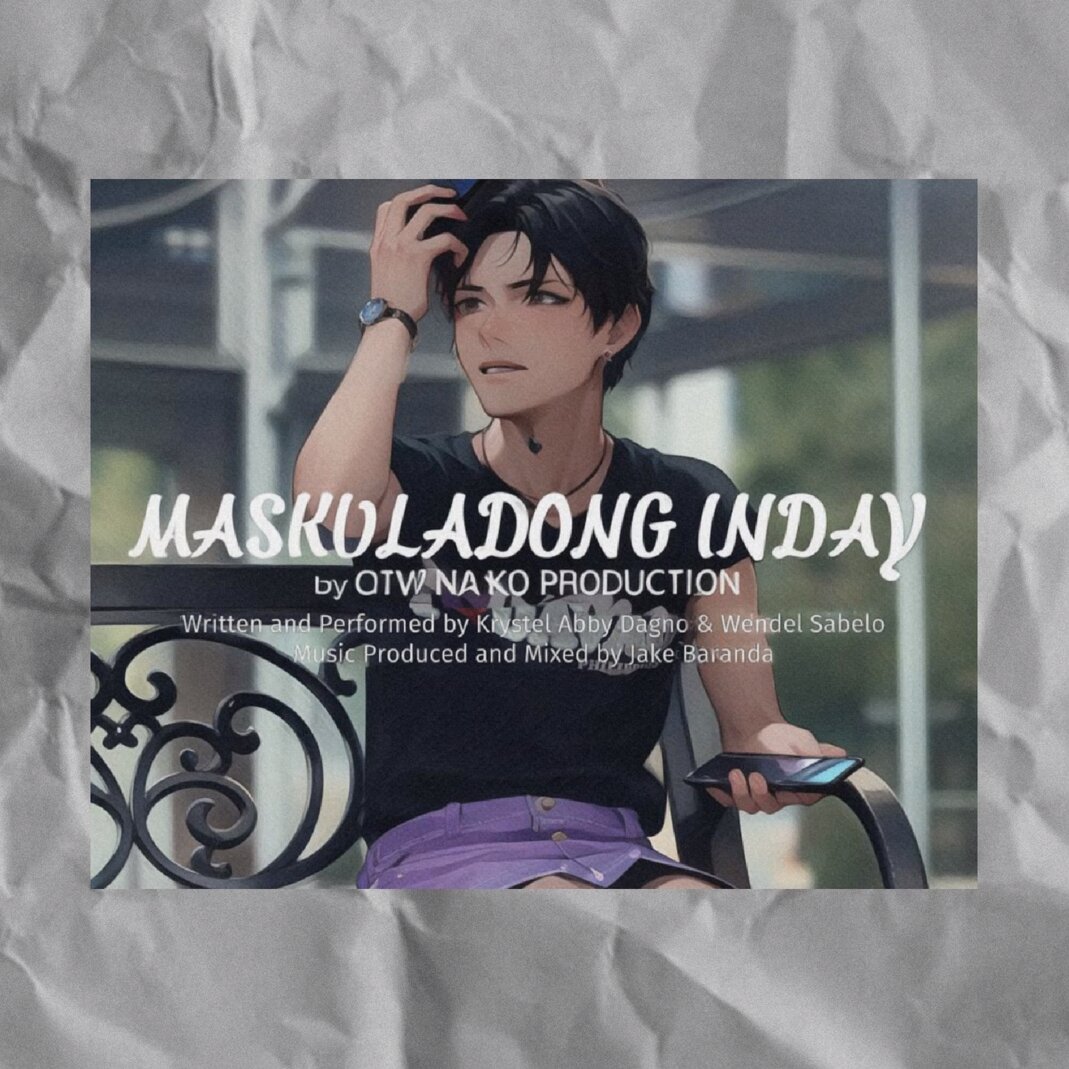 MASKULADONG INDAY
by OTW NA KO PRODUCTION
Written and Performed by Krystel Abby Dagno & Wendel Sabelo
Music Produced and Mixed by Jake Baranda